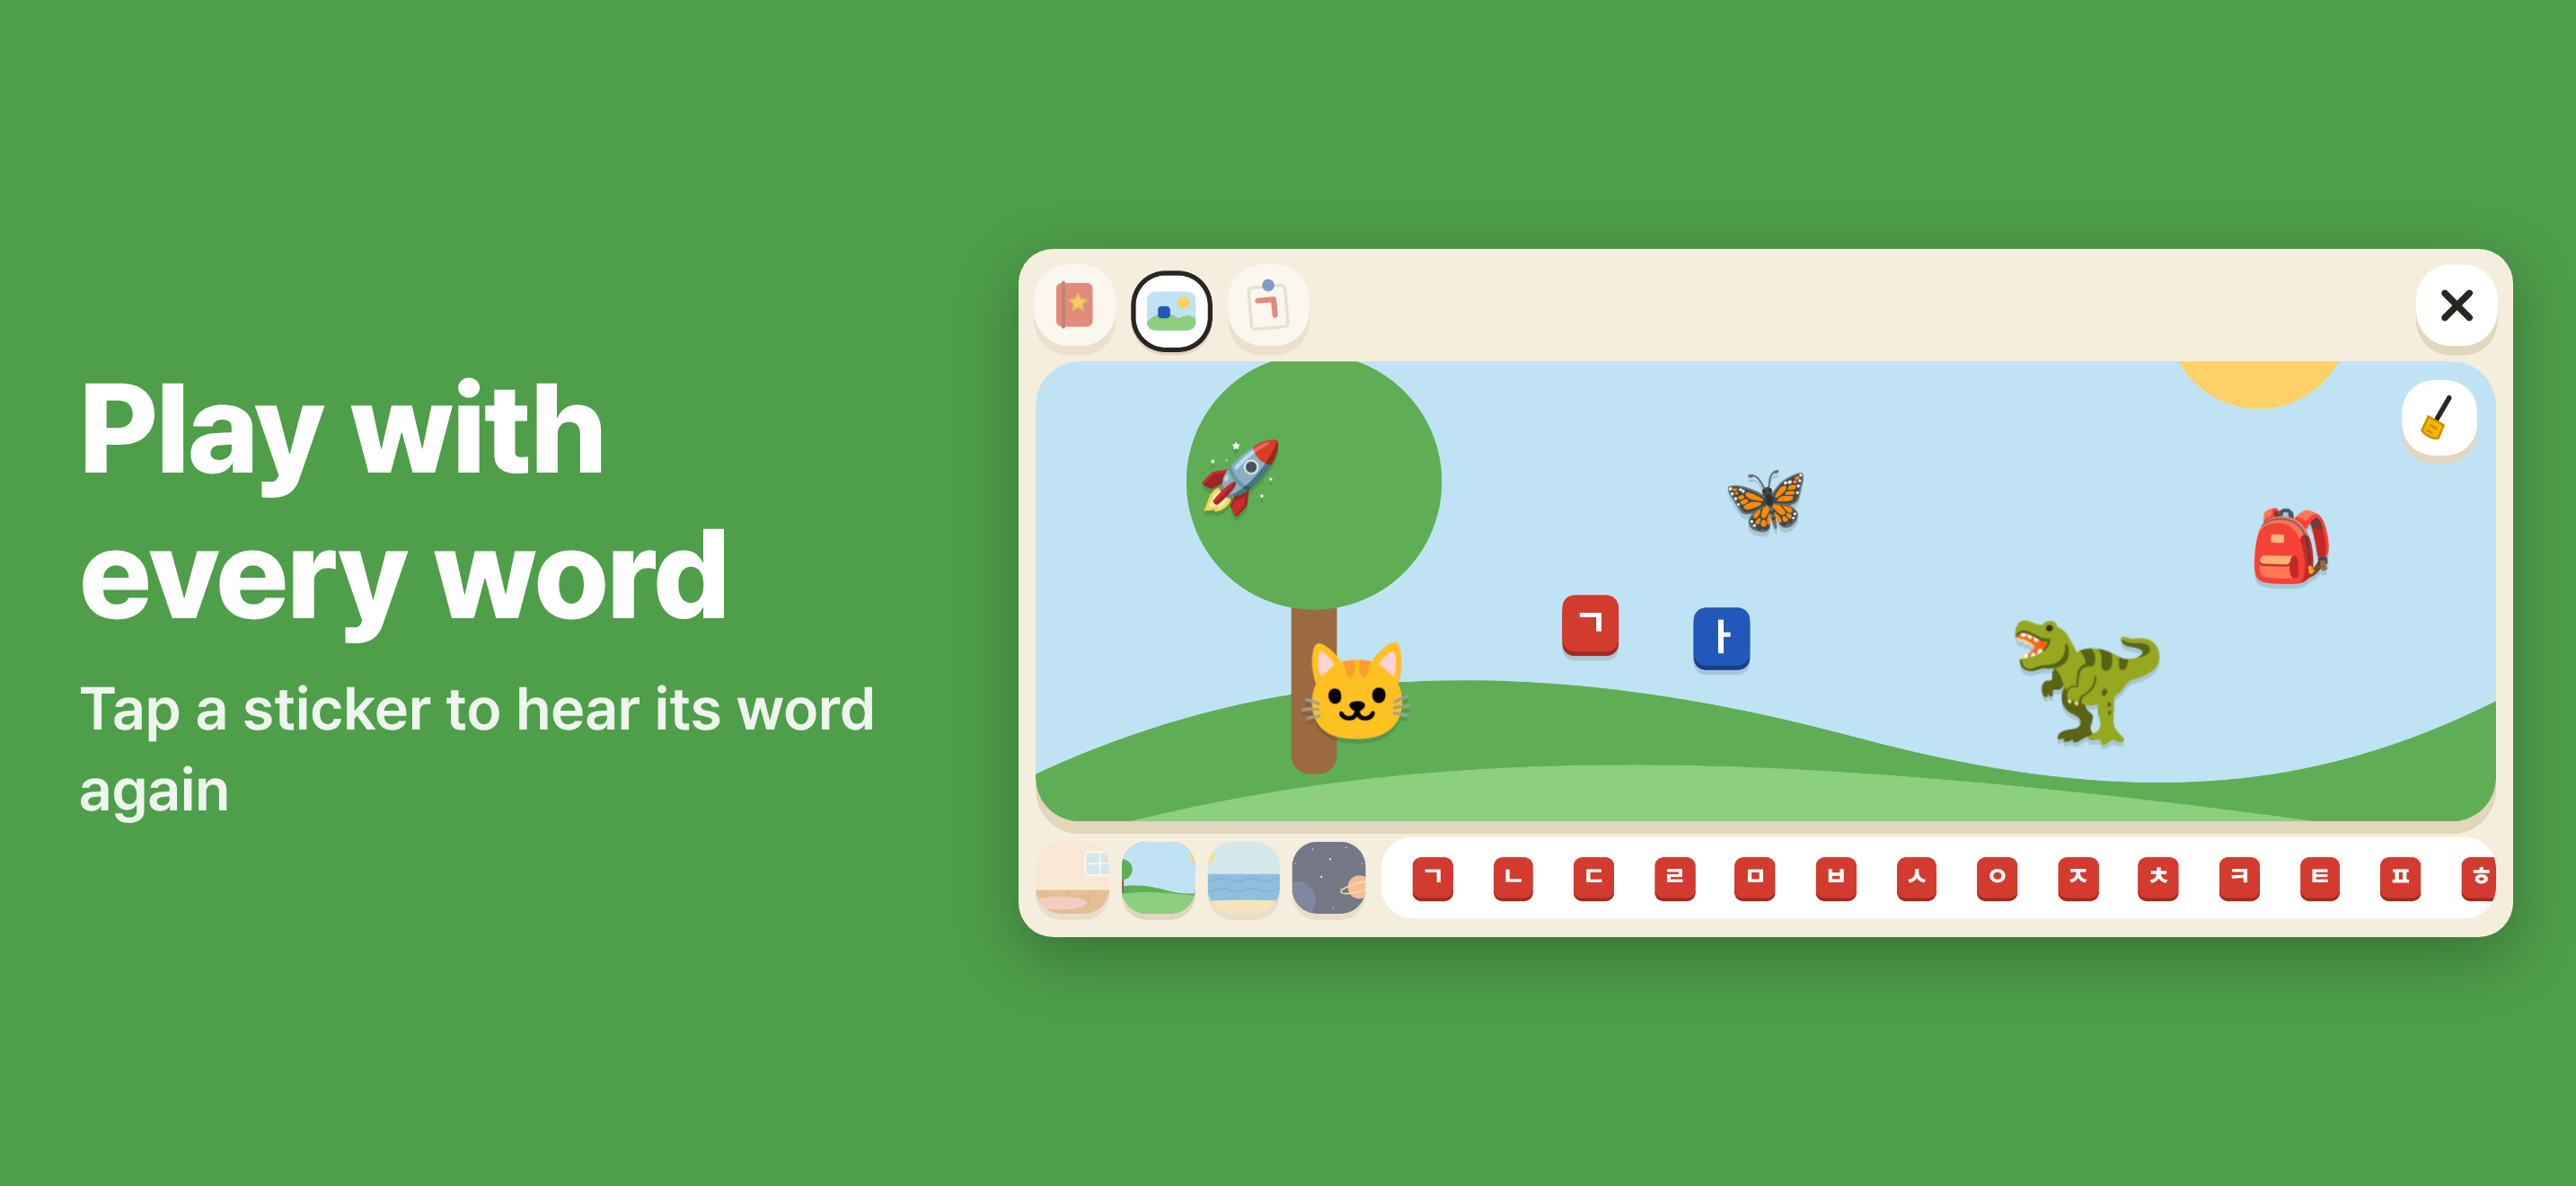 Play with
every word
Tap a sticker to hear its word
again
ㄱ
ㄱ ㅏ
ㄱ ㄴ ㄷ ㄹ ㅁ ㅂ ㅅ ㅇ ㅈ ㅊ ㅋ ㅌ ㅍ ㅎ